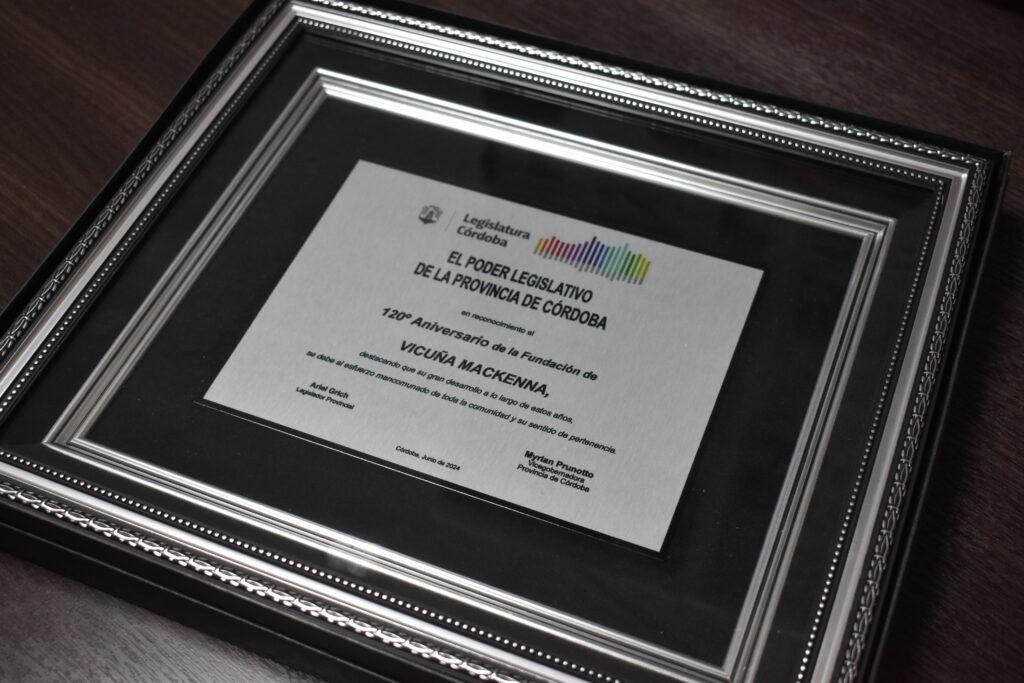 Legislatura
Córdoba
EL PODER LEGISLATIVO
DE LA PROVINCIA DE CÓRDOBA
en reconocimiento al
120º Aniversario de la Fundación de
VICUÑA MACKENNA,
destacando que su gran desarrollo a lo largo de estos años,
se debe al esfuerzo mancomunado de toda la comunidad y su sentido de pertenencia.
Ariel Grich
Legislador Provincial
Córdoba, Junio de 2024
Myrian Prunotto
Vicegobernadora
Provincia de Córdoba